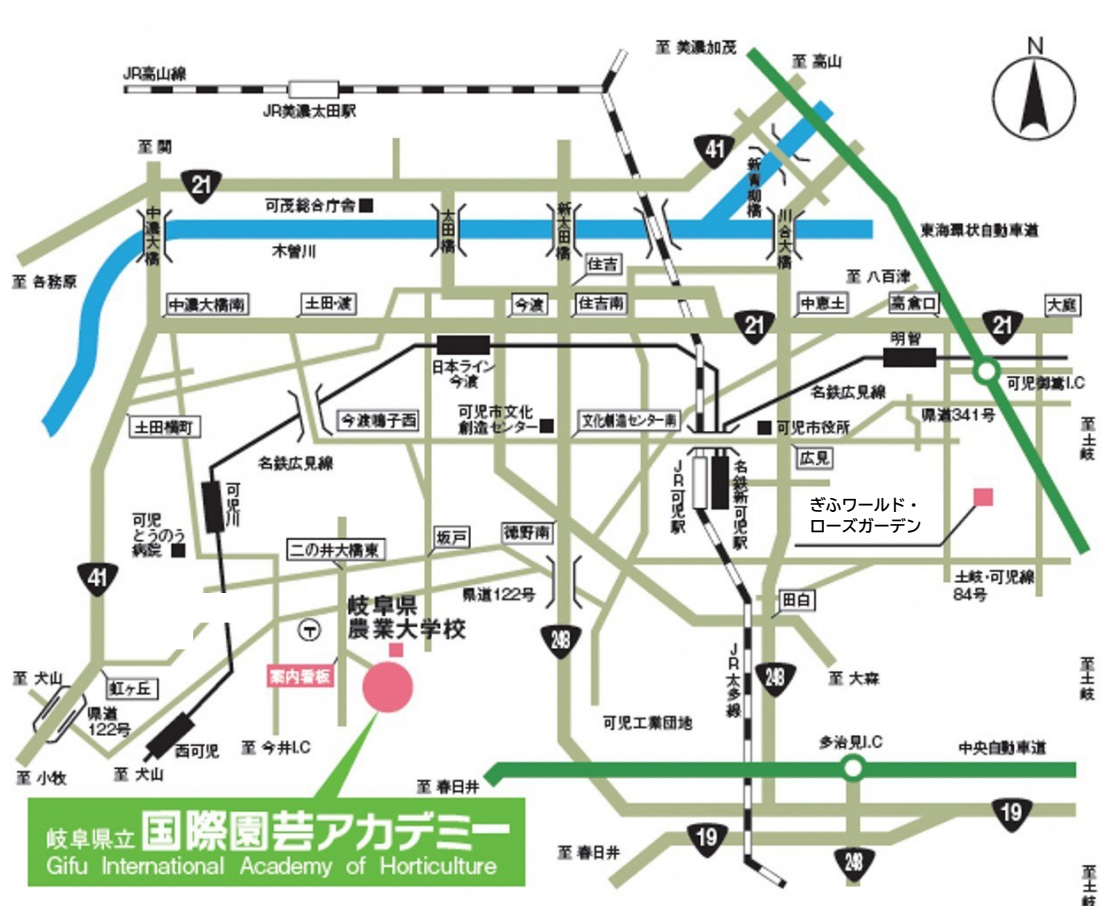 至 美濃加茂
N
至 高山
JR高山線
JR美濃太田駅
至 関
41
21
新青柳橋
可茂総合庁舎
中濃大橋
太田橋
新太田橋
川合大橋
東海環状自動車道
木曽川
住吉
至 各務原
至 八百津
中濃大橋南
土田・渡
今渡
住吉南
中恵土
高倉口
大庭
21
21
明智
日本ライン
今渡
可児御嵩I.C
名鉄広見線
可児市文化
創造センター
今渡鳴子西
文化創造センター南
可児市役所
県道341号
土田横町
至 土岐
名鉄広見線
広見
JR可児駅
名鉄新可児駅
可児川
ぎふワールド・
ローズガーデン
可児
とうのう
病院
二の井大橋東
坂戸
徳野南
41
県道122号
土岐・可児線
84号
田白
岐阜県
農業大学校
〒
248
案内看板
JR太多線
248
至 大森
至 土岐
至 犬山
虹ヶ丘
県道
122号
可児工業団地
西可児
至 今井I.C
多治見I.C
中央自動車道
至 小牧
至 犬山
至 春日井
岐阜県立 国際園芸アカデミー
Gifu International Academy of Horticulture
19
19
至 春日井
248
至 土岐